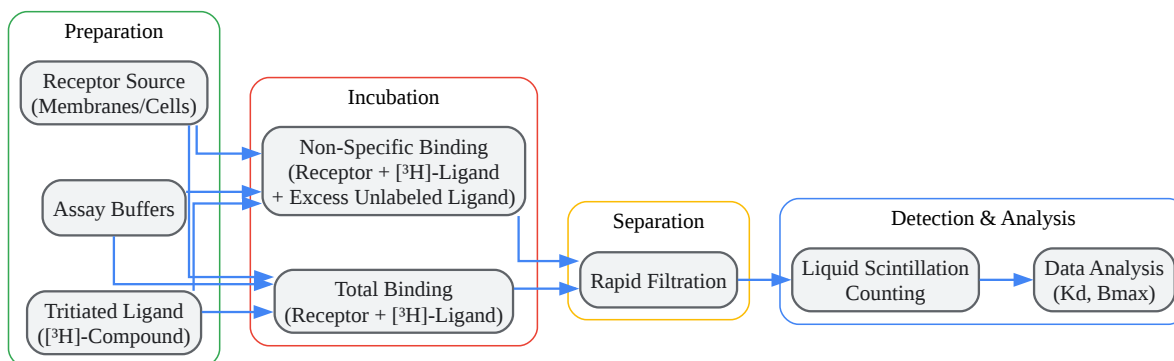 Preparation
Receptor Source
(Membranes/Cells)
Assay Buffers
Tritiated Ligand
([³H]-Compound)
Incubation
Non-Specific Binding
(Receptor + [³H]-Ligand
+ Excess Unlabeled Ligand)
Total Binding
(Receptor + [³H]-Ligand)
Separation
Rapid Filtration
Detection & Analysis
Liquid Scintillation
Counting
Data Analysis
(Kd, Bmax)